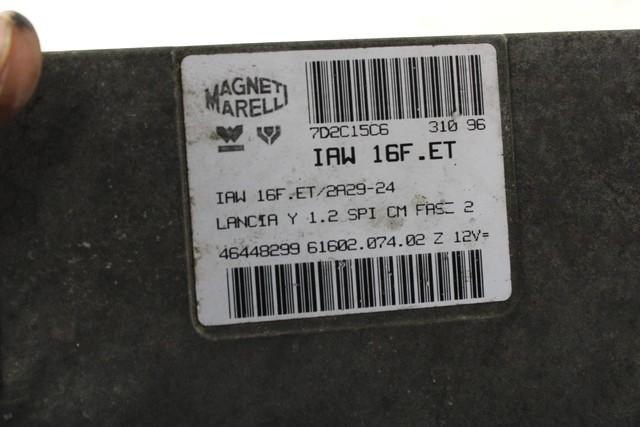 MAGNETI
MARELLI
7D2C15C6 310 96
IAW 16F.ET
IAW 16F.ET/2A29-24
LANCIA Y 1.2 SPI CM FASE 2
46448299 61602.074.02 Z 12V=